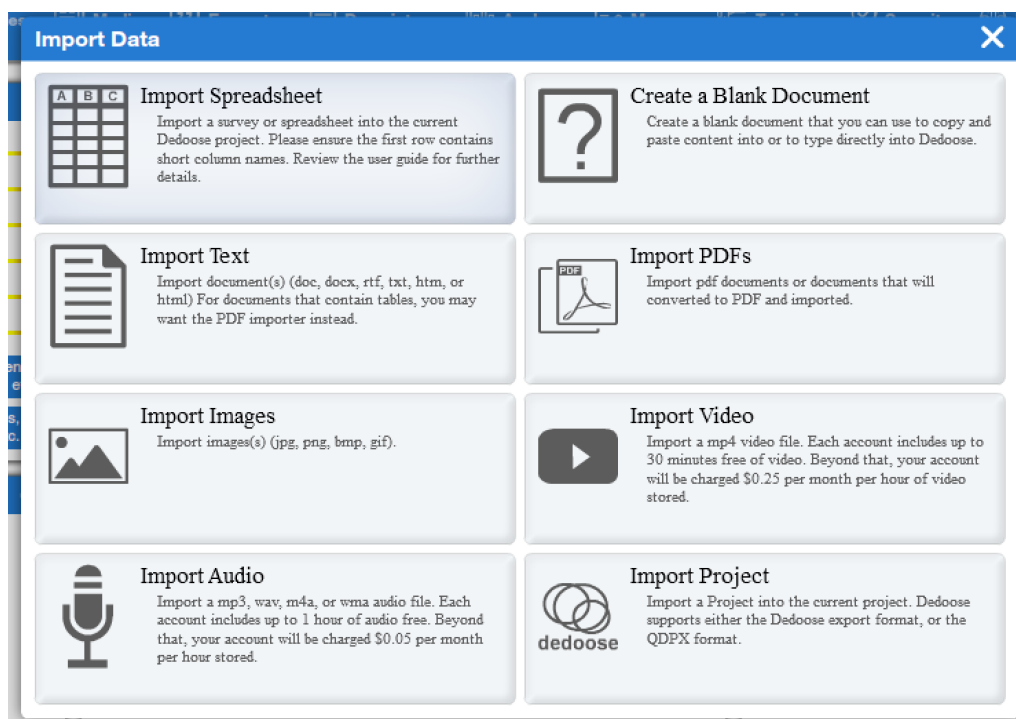 Import Data
A B C
Import Spreadsheet
Import a survey or spreadsheet into the current
Dedoose project. Please ensure the first row contains
short column names. Review the user guide for further
details.
?
Create a Blank Document
Create a blank document that you can use to copy and
paste content into or to type directly into Dedoose.
Import Text
Import document(s) (doc, docx, rtf, txt, htm, or
html) For documents that contain tables, you may
want the PDF importer instead.
PDF
Import PDFs
Import pdf documents or documents that will
converted to PDF and imported.
Import Images
Import images(s) (jpg, png, bmp, gif).
Import Video
Import a mp4 video file. Each account includes up to
30 minutes free of video. Beyond that, your account
will be charged $0.25 per month per hour of video
stored.
Import Audio
Import a mp3, wav, m4a, or wma audio file. Each
account includes up to 1 hour of audio free. Beyond
that, your account will be charged $0.05 per month
per hour stored.
dedoose
Import Project
Import a Project into the current project. Dedoose
supports either the Dedoose export format, or the
QDPX format.